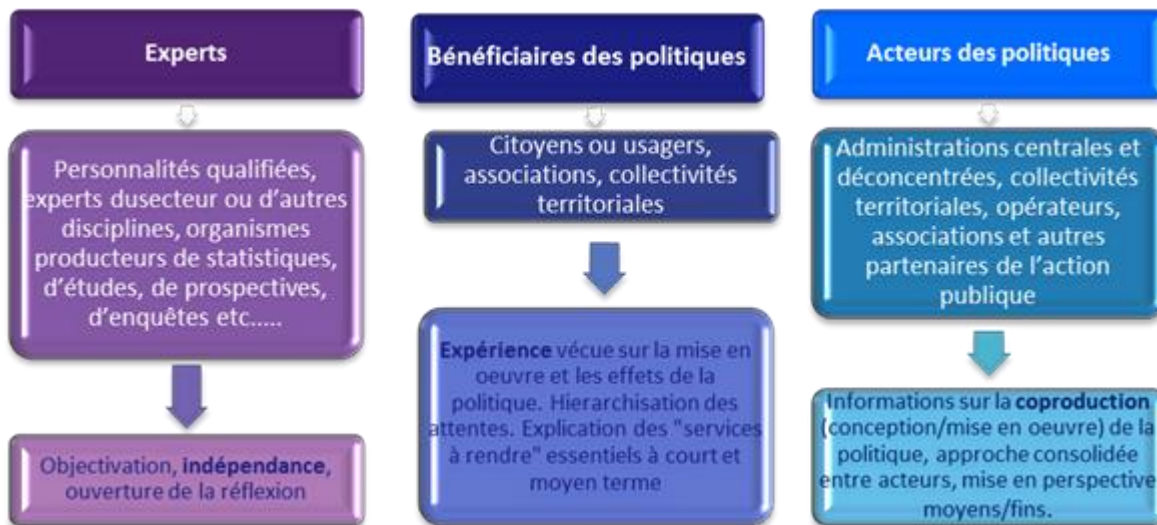 Experts
Personnalités qualifiées,
experts dusecteur ou d'autres
disciplines, organismes
producteurs de statistiques,
d'études, de prospectives,
d'enquêtes etc.....
Objectivation, indépendance,
ouverture de la réflexion
Bénéficiaires des politiques
Citoyens ou usagers,
associations, collectivités
territoriales
Expérience vécue sur la mise en
oeuvre et les effets de la
politique. Hierarchisation des
attentes. Explication des "services
à rendre" essentiels à court et
moyen terme
Acteurs des politiques
Administrations centrales et
déconcentrées, collectivités
territoriales, opérateurs,
associations et autres
partenaires de l'action
publique
Informations sur la coproduction
(conception/mise en oeuvre) de la
politique, approche consolidée
entre acteurs, mise en perspective
moyens/fins.